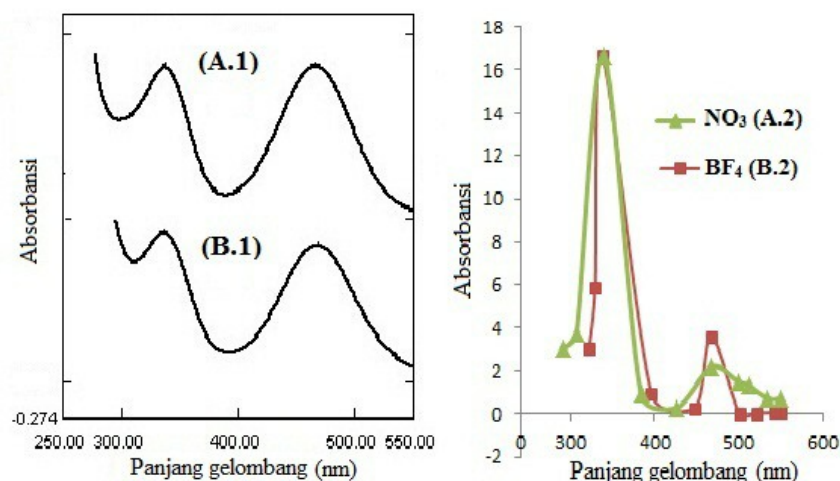 (A.1)
(B.1)
Absorbansi
-0.274
250.00 300.00 400.00 500.00 550.00
Panjang gelombang (nm)
18
16
14
12
10
8
6
4
2
0
-2
Absorbansi
NO₃ (A.2)
BF₄ (B.2)
0 300 400 500 600
Panjang gelombang (nm)